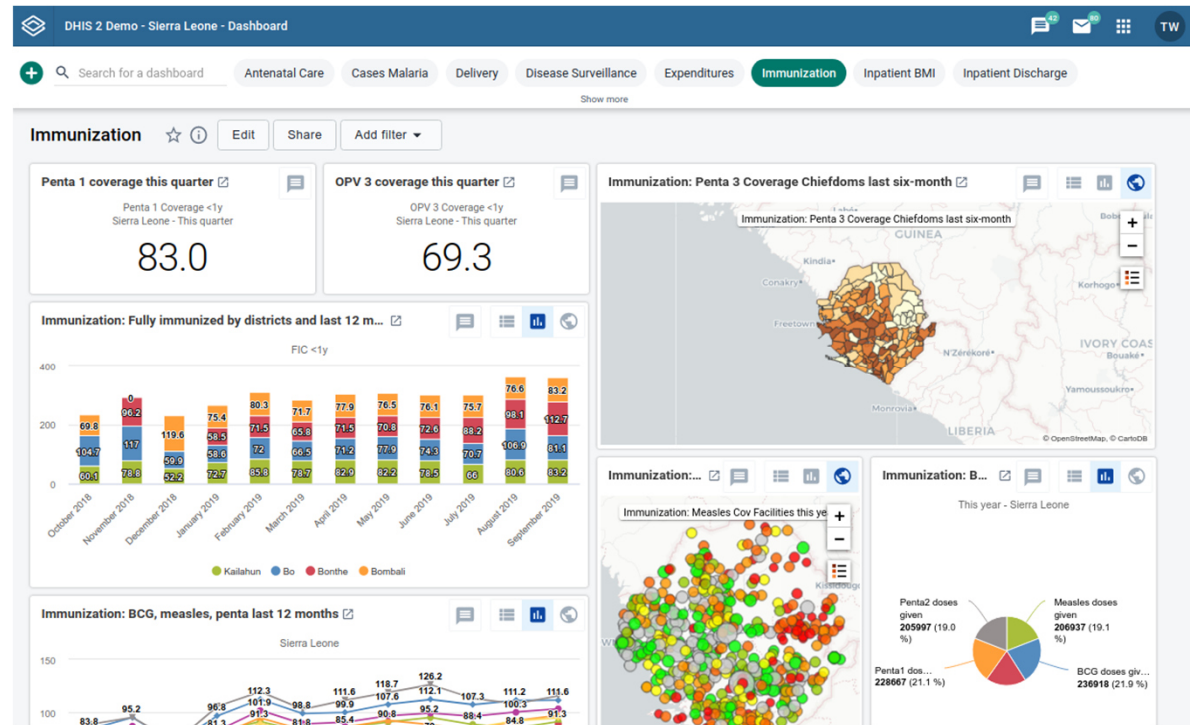 DHIS 2 Demo - Sierra Leone - Dashboard
42
80
TW
Search for a dashboard
Antenatal Care
Cases Malaria
Delivery
Disease Surveillance
Expenditures
Immunization
Inpatient BMI
Inpatient Discharge
Show more
Immunization
Edit
Share
Add filter
Penta 1 coverage this quarter
Penta 1 Coverage <1y
Sierra Leone - This quarter
83.0
OPV 3 coverage this quarter
OPV 3 Coverage <1y
Sierra Leone - This quarter
69.3
Immunization: Penta 3 Coverage Chiefdoms last six-month
Immunization: Penta 3 Coverage Chiefdoms last six-month
+
−
GUINEA
Kindia
Conakry
Korhogo
Freetown
N'Zérékoré
IVORY COAS
Bouaké
Yamoussoukro
Monrovia
LIBERIA
© OpenStreetMap, © CartoDB
Immunization: Fully immunized by districts and last 12 m...
FIC <1y
400
200
0
69.8
104.7
60.1
0
96.2
117
78.8
119.6
59.9
52.2
75.4
58.5
58.6
72.7
80.3
71.5
72
85.8
71.7
65.8
66.5
78.7
77.9
71.5
71.2
82.9
76.5
70.8
77.9
82.2
76.1
72.6
74.3
78.5
75.7
88.2
70.7
66
76.6
98.1
106.9
80.6
83.2
112.7
81.1
83.2
October 2018
November 2018
December 2018
January 2019
February 2019
March 2019
April 2019
May 2019
June 2019
July 2019
August 2019
September 2019
Kailahun
Bo
Bonthe
Bombali
Immunization:...
Immunization: Measles Cov Facilities this ye
+
−
Immunization: B...
This year - Sierra Leone
Penta2 doses
given
205997 (19.0
%)
Measles doses
given
206937 (19.1
%)
Penta1 dos...
228667 (21.1 %)
BCG doses giv...
236918 (21.9 %)
Immunization: BCG, measles, penta last 12 months
Sierra Leone
150
100
83.8
95.2
96.8
81.3
112.3
101.9
91.3
98.8
81.8
111.6
99.9
85.4
118.7
107.6
90.8
126.2
112.1
95.2
107.3
88.4
111.2
100.3
84.8
111.6
91.3